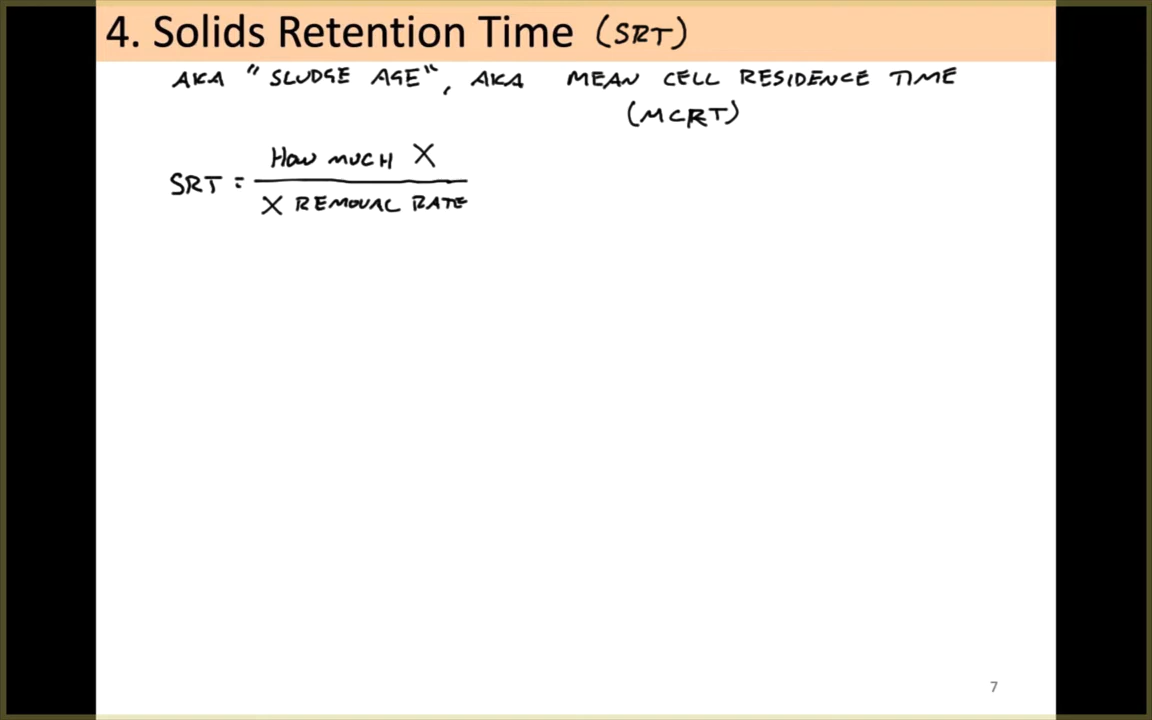 4. Solids Retention Time (SRT)
AKA "SLUDGE AGE", AKA MEAN CELL RESIDENCE TIME
(MCRT)
How much X
SRT =
X REMOVAL RATE
7